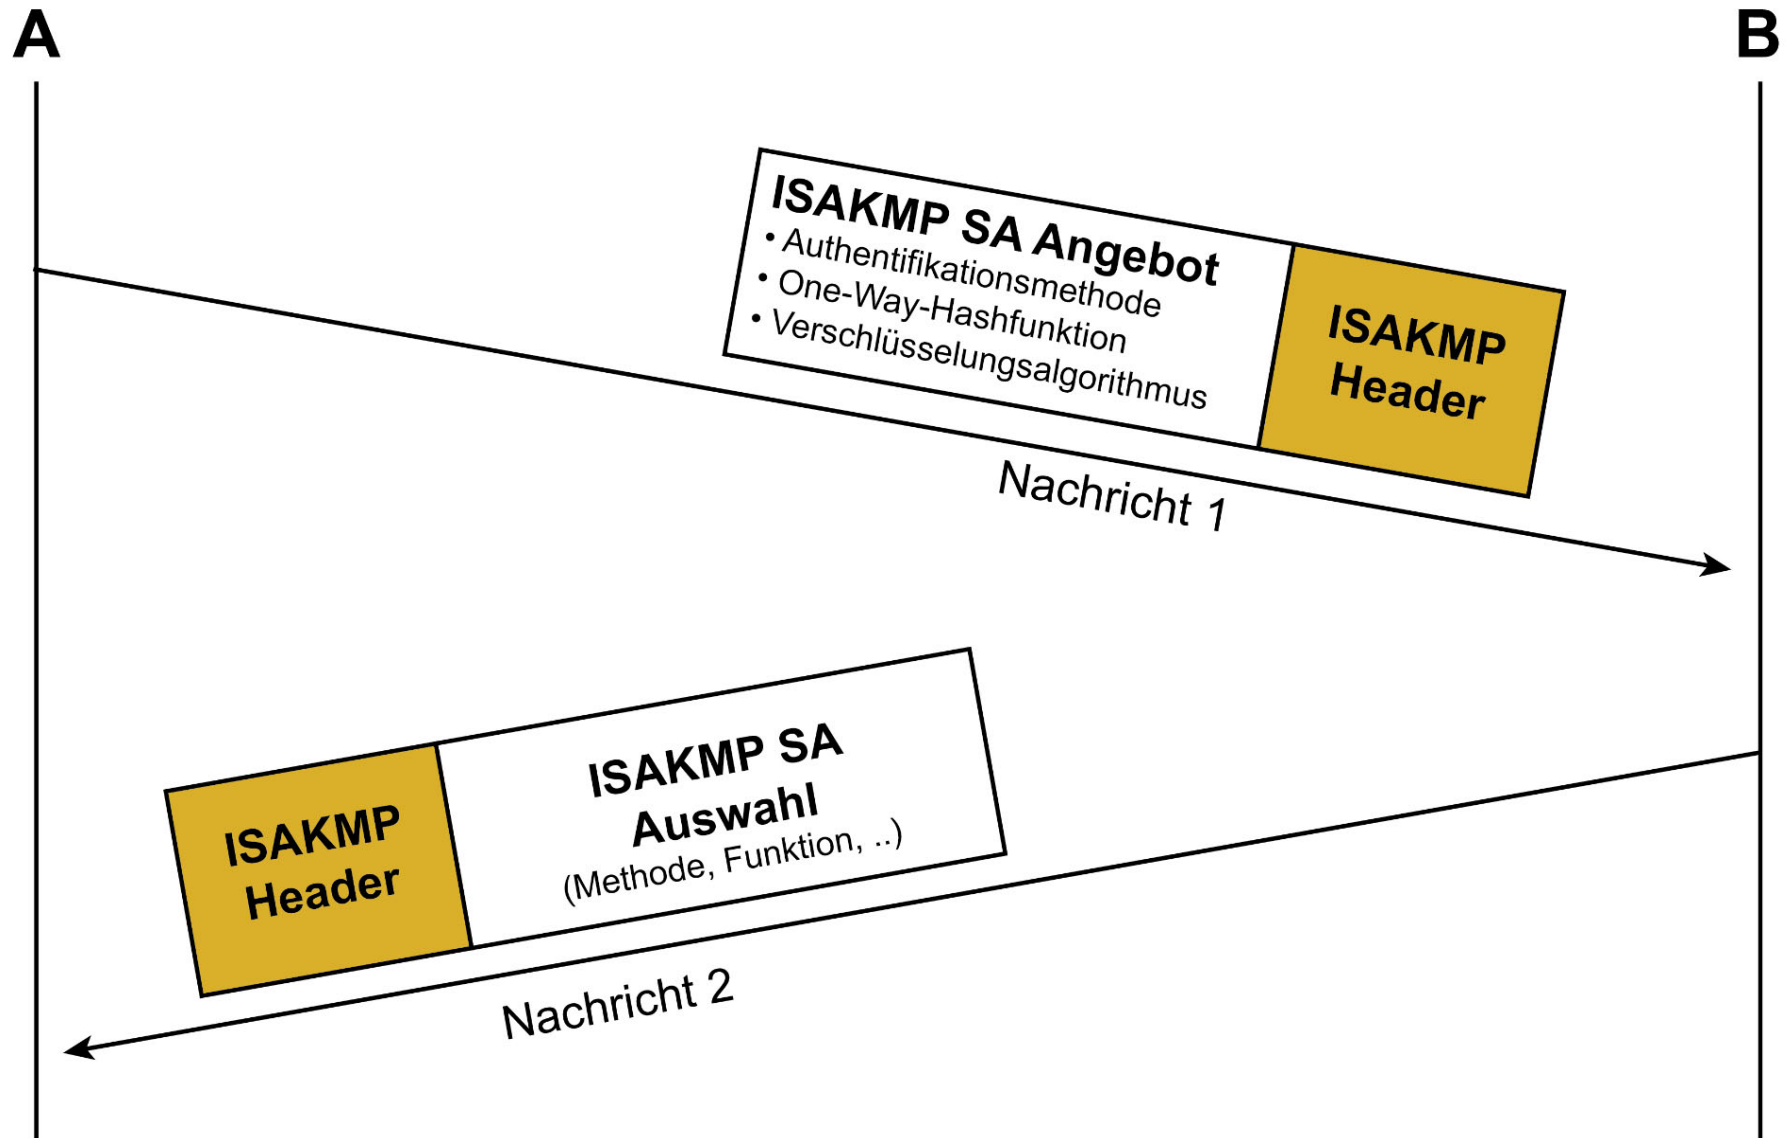 A
B
ISAKMP SA Angebot
• Authentifikationsmethode
• One-Way-Hashfunktion
• Verschlüsselungsalgorithmus
ISAKMP
Header
Nachricht 1
ISAKMP
Header
ISAKMP SA
Auswahl
(Methode, Funktion, ..)
Nachricht 2